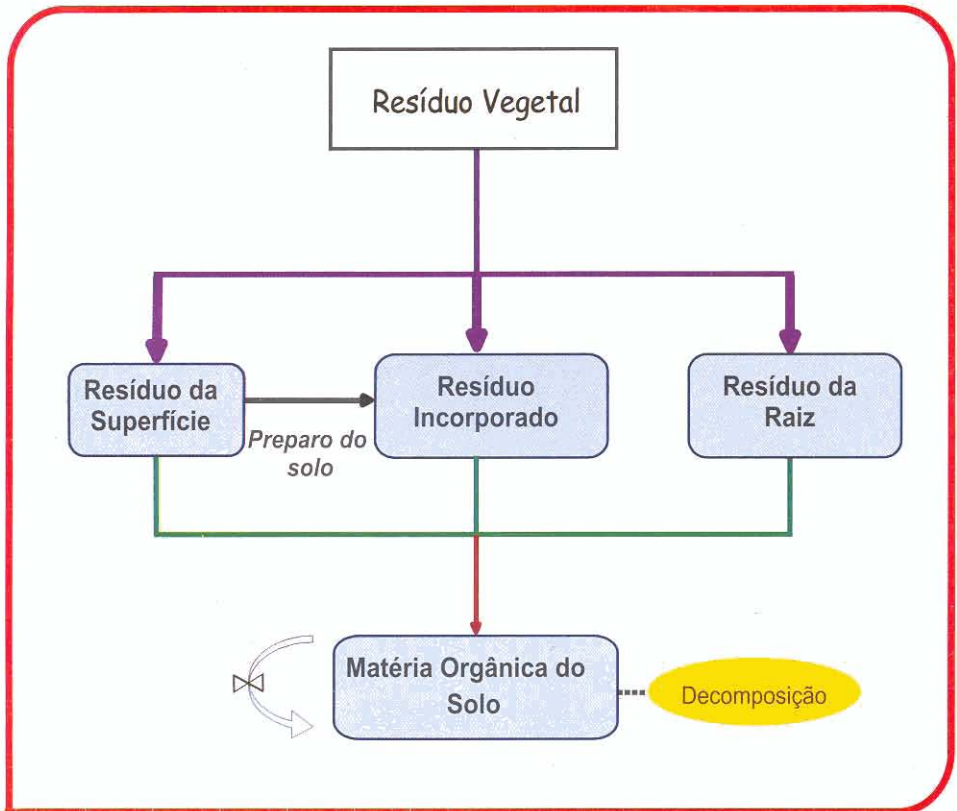 Resíduo Vegetal
Resíduo da
Superfície
Preparo do
solo
Resíduo
Incorporado
Resíduo da
Raiz
Matéria Orgânica do
Solo
Decomposição